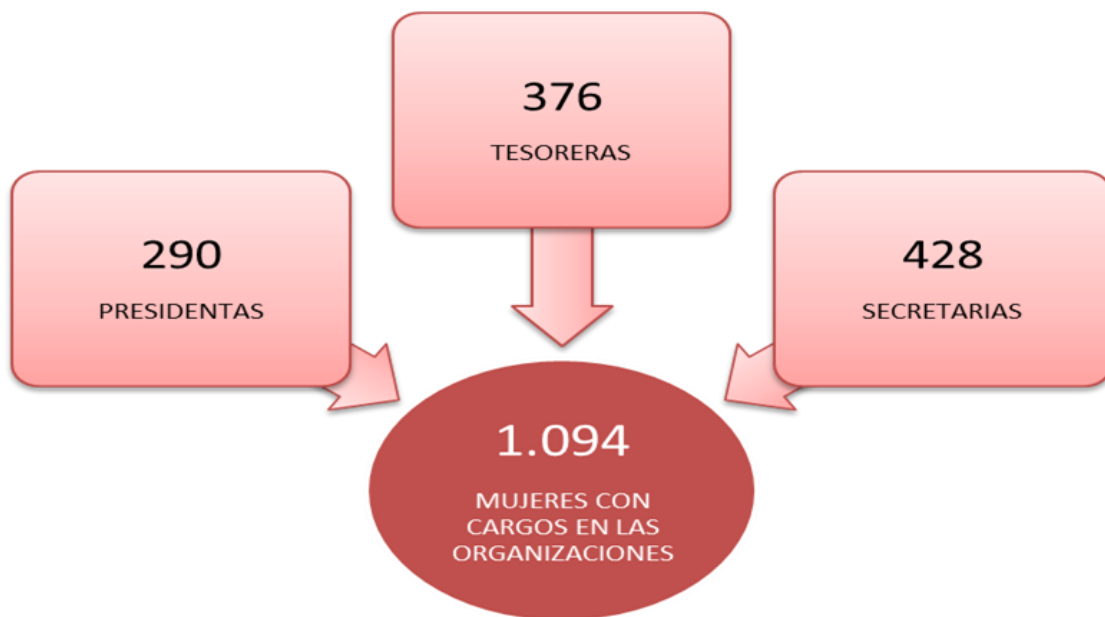 376
TESORERAS
290
PRESIDENTAS
428
SECRETARIAS
1.094
MUJERES CON
CARGOS EN LAS
ORGANIZACIONES